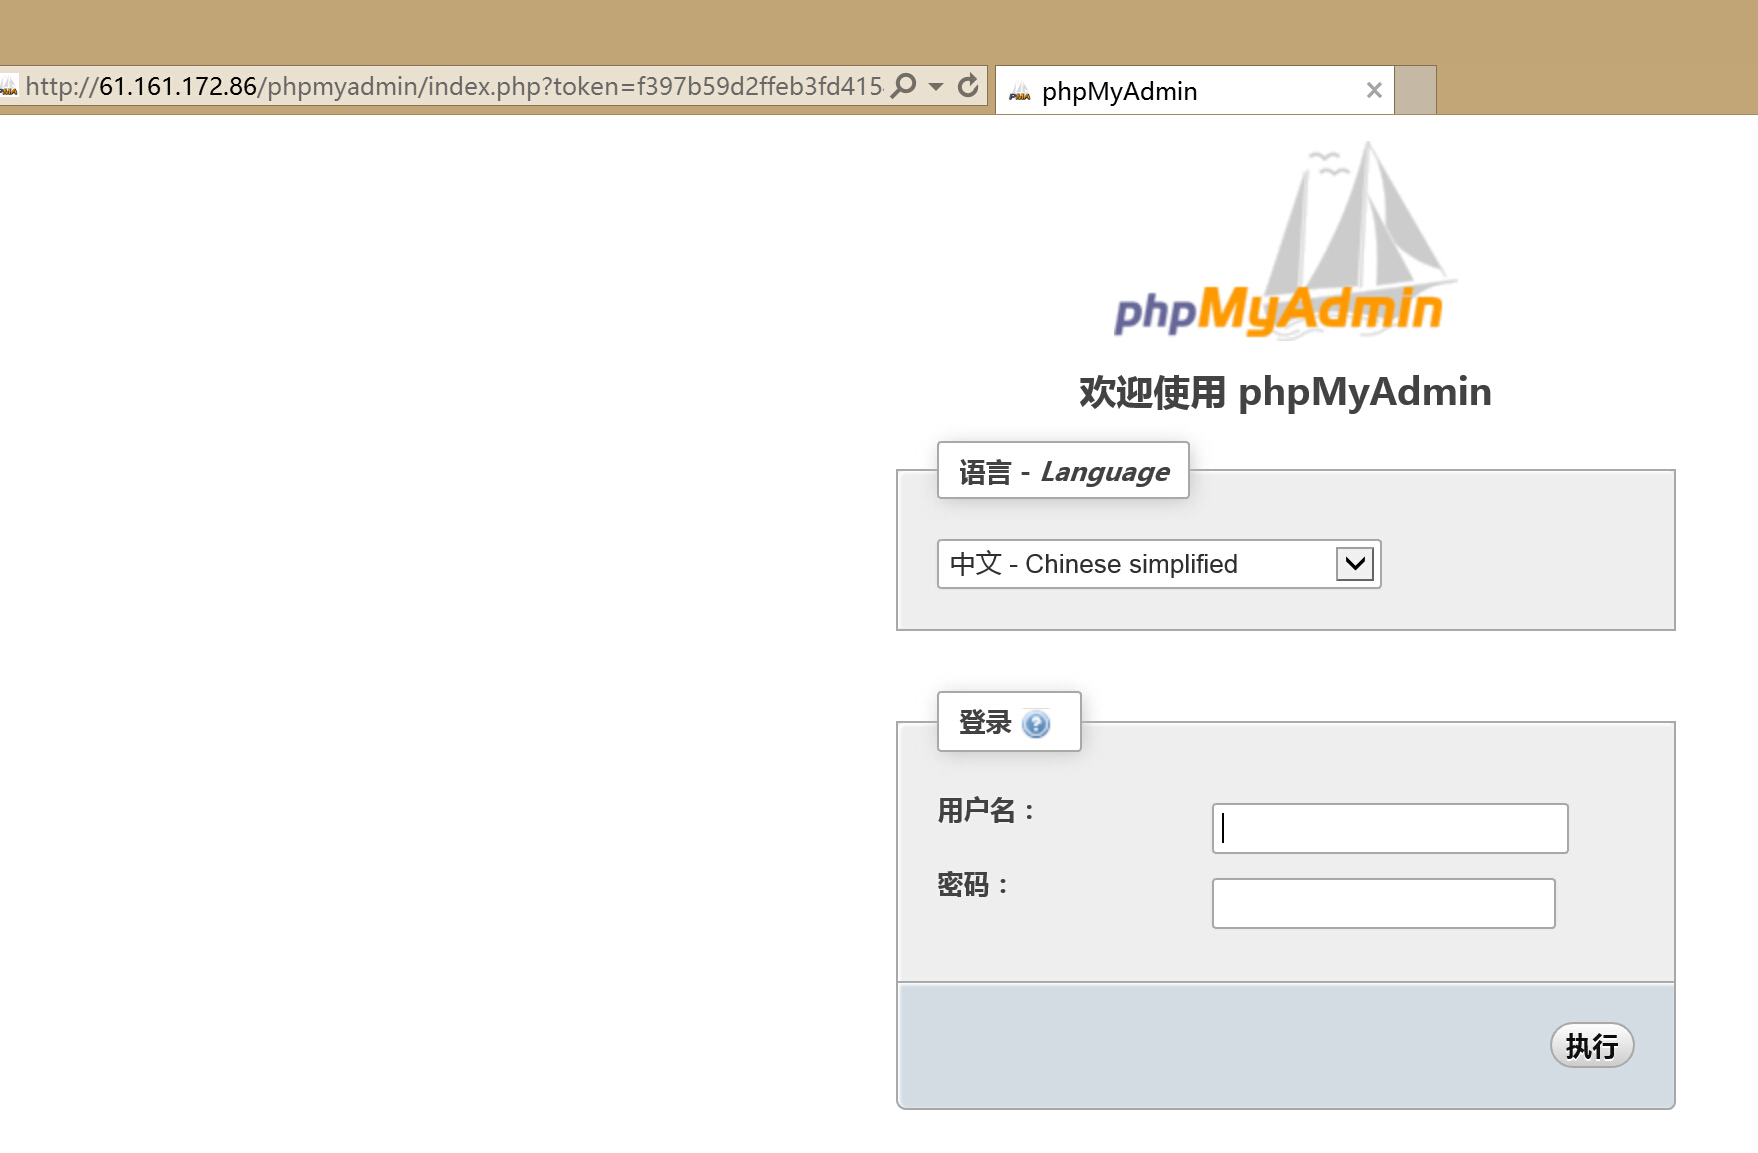 http://61.161.172.86/phpmyadmin/index.php?token=f397b59d2ffeb3fd415
phpMyAdmin
phpMyAdmin
欢迎使用 phpMyAdmin
语言 - Language
中文 - Chinese simplified
登录
用户名：
密码：
执行